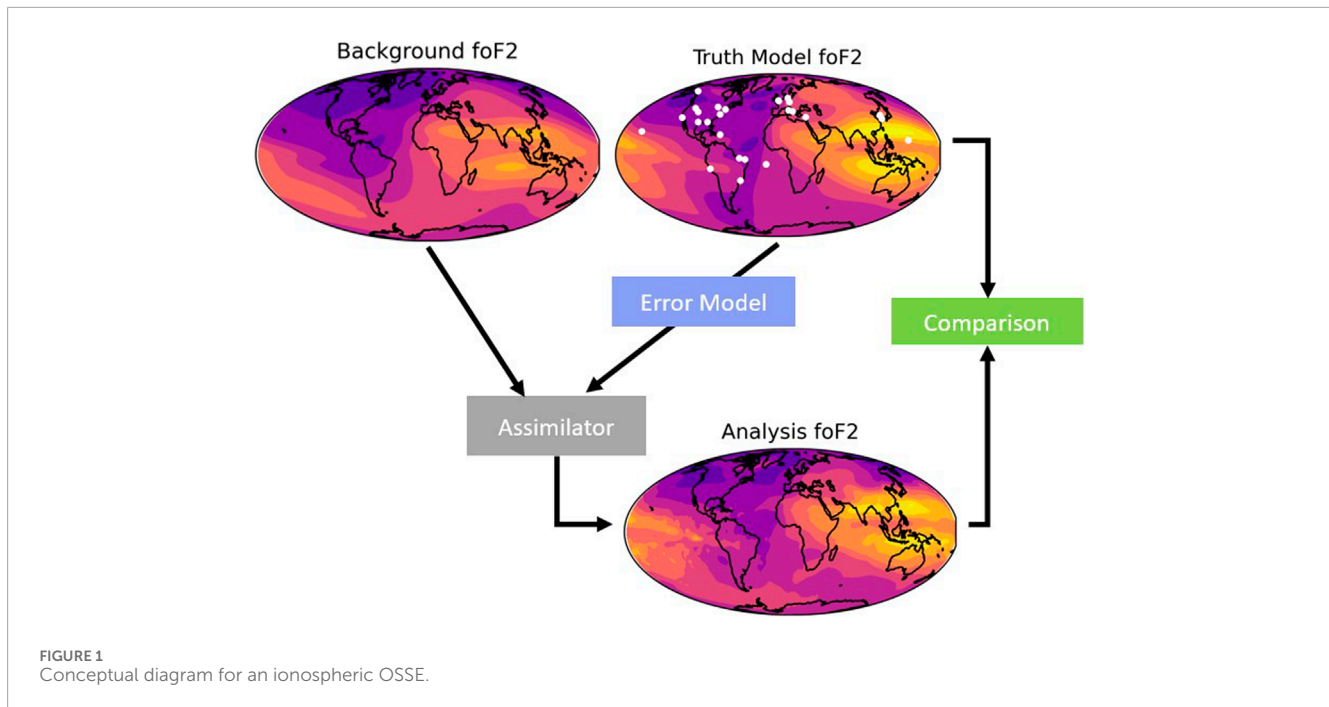 Background foF2
Truth Model foF2
Error Model
Comparison
Assimilator
Analysis foF2
FIGURE 1
Conceptual diagram for an ionospheric OSSE.